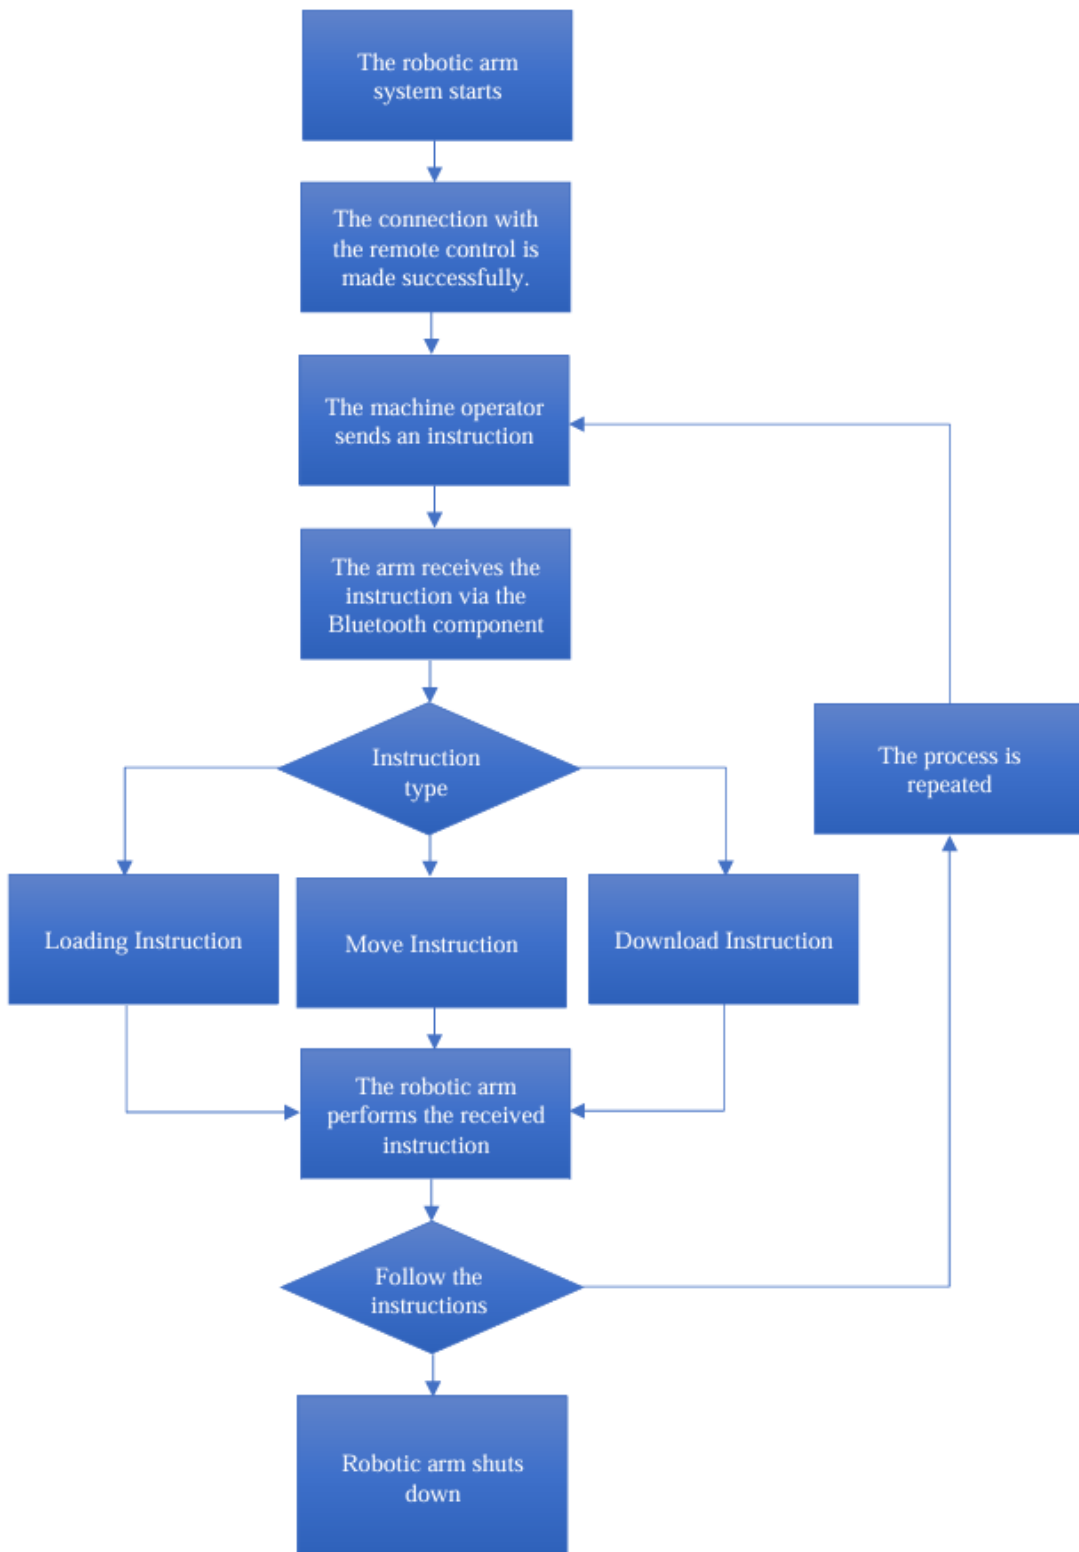 The robotic arm
system starts
The connection with
the remote control is
made successfully.
The machine operator
sends an instruction
The arm receives the
instruction via the
Bluetooth component
Instruction
type
The process is
repeated
Loading Instruction
Move Instruction
Download Instruction
The robotic arm
performs the received
instruction
Follow the
instructions
Robotic arm shuts
down